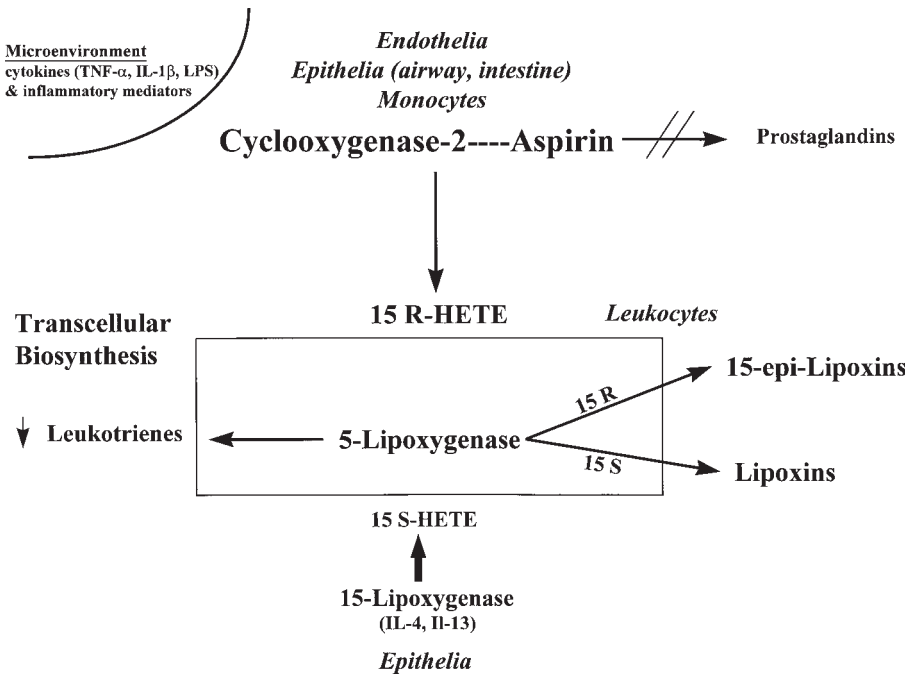 Microenvironment
cytokines (TNF-α, IL-1β, LPS)
& inflammatory mediators
Endothelia
Epithelia (airway, intestine)
Monocytes
Cyclooxygenase-2----Aspirin
Prostaglandins
15 R-HETE
Leukocytes
Transcellular
Biosynthesis
15-epi-Lipoxins
15 R
↓ Leukotrienes
5-Lipoxygenase
15 S
Lipoxins
15 S-HETE
15-Lipoxygenase
(IL-4, Il-13)
Epithelia